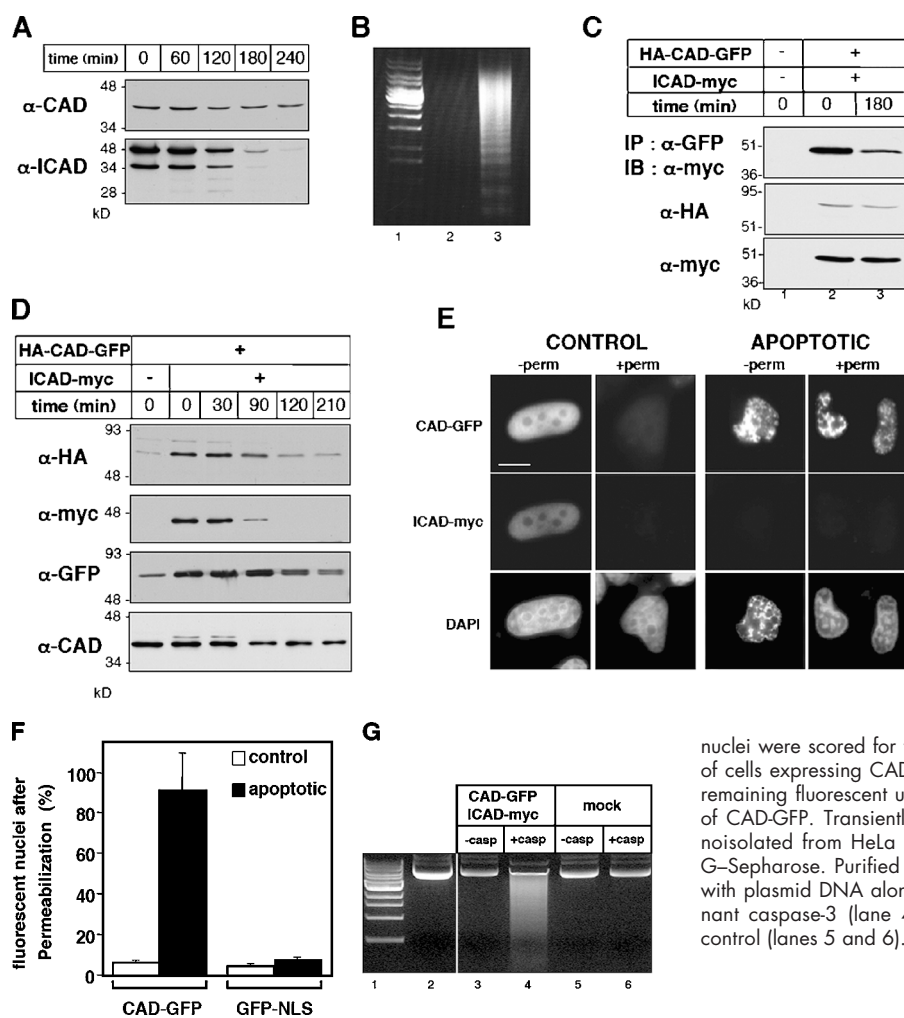 A
time (min) 0 60 120 180 240
α-CAD
48
34
α-ICAD
48
34
28
kD
B
1 2 3
C
HA-CAD-GFP - +
ICAD-myc - +
time (min) 0 0 180
IP : α-GFP
IB : α-myc
51-
36-
α-HA
95-
51-
α-myc
51-
36-
kD
1 2 3
D
HA-CAD-GFP +
ICAD-myc - +
time (min) 0 0 30 90 120 210
α-HA
93
48
α-myc
48
α-GFP
93
48
α-CAD
48
34
kD
E
CONTROL APOPTOTIC
-perm +perm -perm +perm
CAD-GFP
ICAD-myc
DAPI
F
fluorescent nuclei after
Permeabilization (%)
100
80
60
40
20
0
control
apoptotic
CAD-GFP GFP-NLS
G
CAD-GFP
ICAD-myc
mock
-casp +casp -casp +casp
1 2 3 4 5 6
nuclei were scored for
of cells expressing CAD
remaining fluorescent u
of CAD-GFP. Transientl
noisolated from HeLa
G–Sepharose. Purified
with plasmid DNA alon
nant caspase-3 (lane 4
control (lanes 5 and 6).